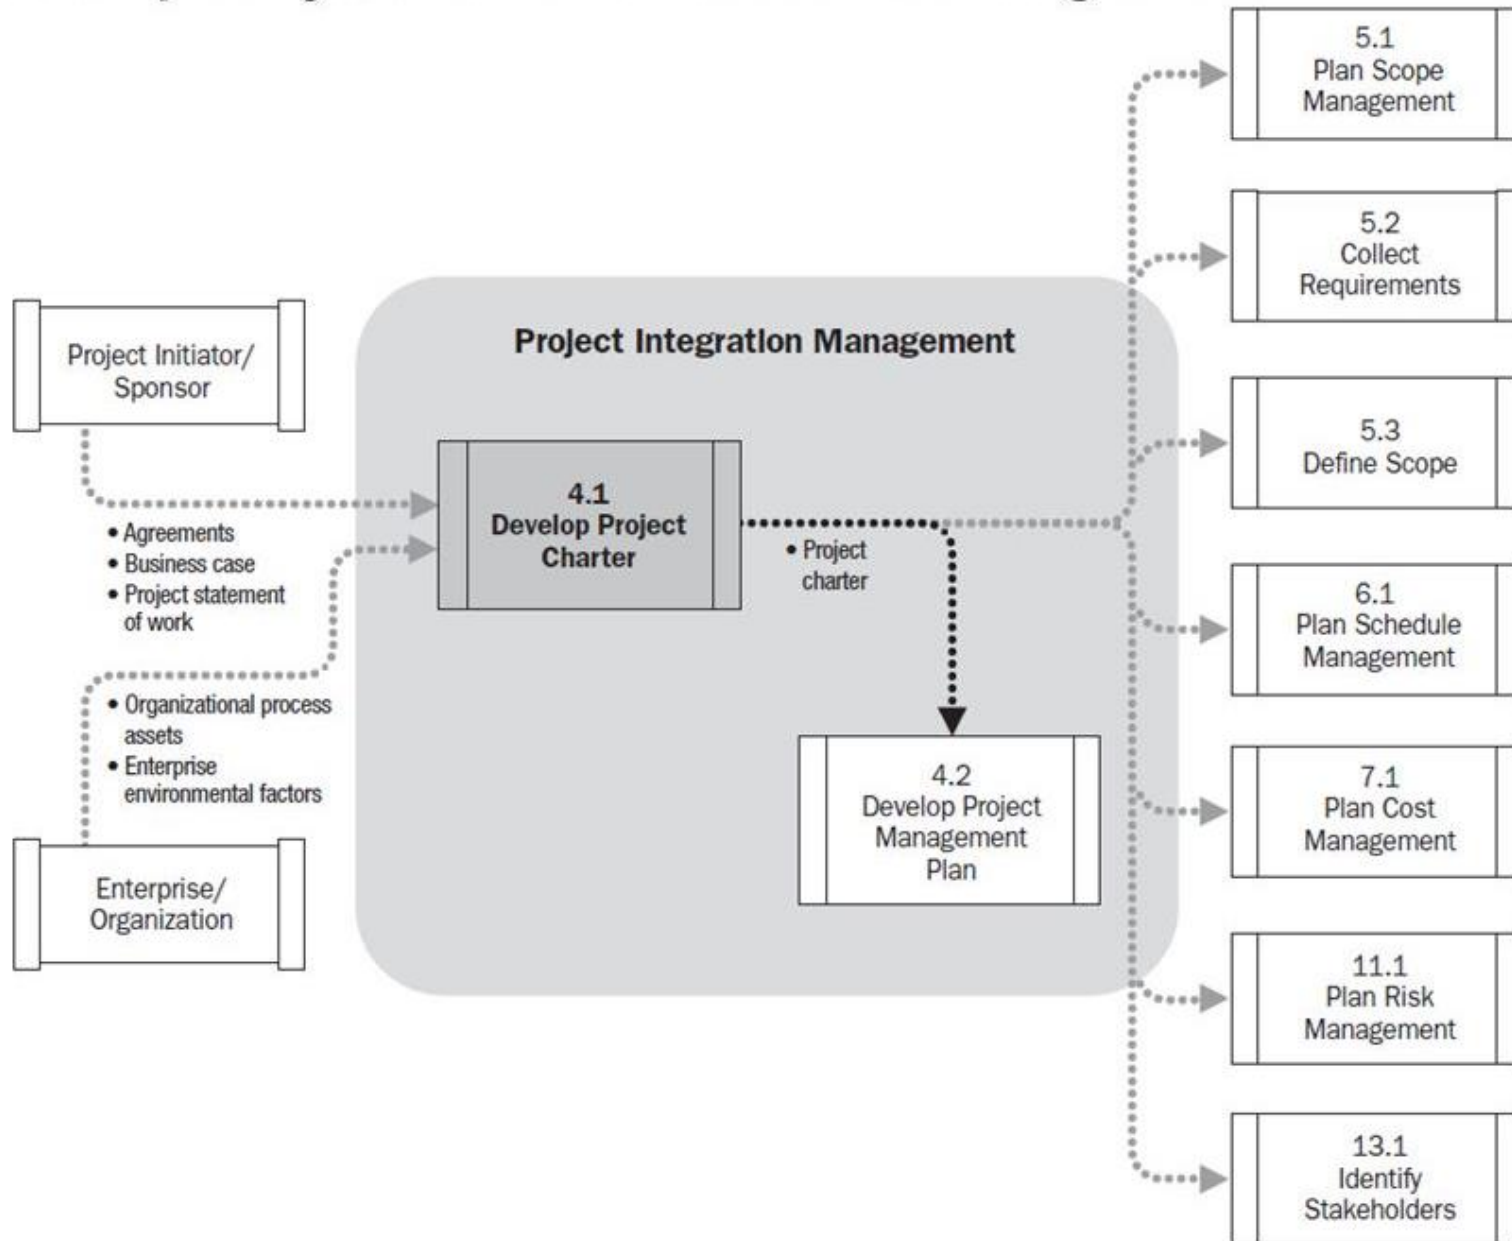 5.1
Plan Scope
Management
5.2
Collect
Requirements
Project Integration Management
Project Initiator/
Sponsor
5.3
Define Scope
4.1
Develop Project
Charter
• Agreements
• Business case
• Project statement
of work
• Project
charter
6.1
Plan Schedule
Management
• Organizational process
assets
• Enterprise
environmental factors
4.2
Develop Project
Management
Plan
7.1
Plan Cost
Management
Enterprise/
Organization
11.1
Plan Risk
Management
13.1
Identify
Stakeholders